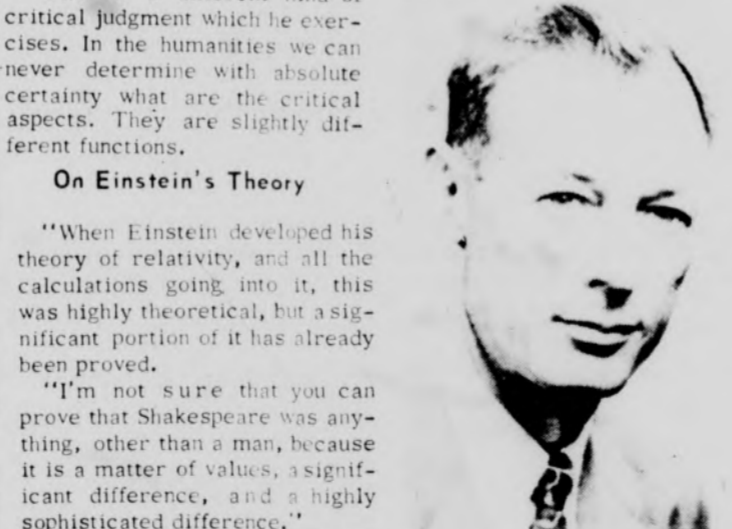 critical judgment which he exer-
cises. In the humanities we can
never determine with absolute
certainty what are the critical
aspects. They are slightly dif-
ferent functions.
On Einstein's Theory
"When Einstein developed his
theory of relativity, and all the
calculations going into it, this
was highly theoretical, but a sig-
nificant portion of it has already
been proved.
"I'm not sure that you can
prove that Shakespeare was any-
thing, other than a man, because
it is a matter of values, a signif-
icant difference, and a highly
sophisticated difference."